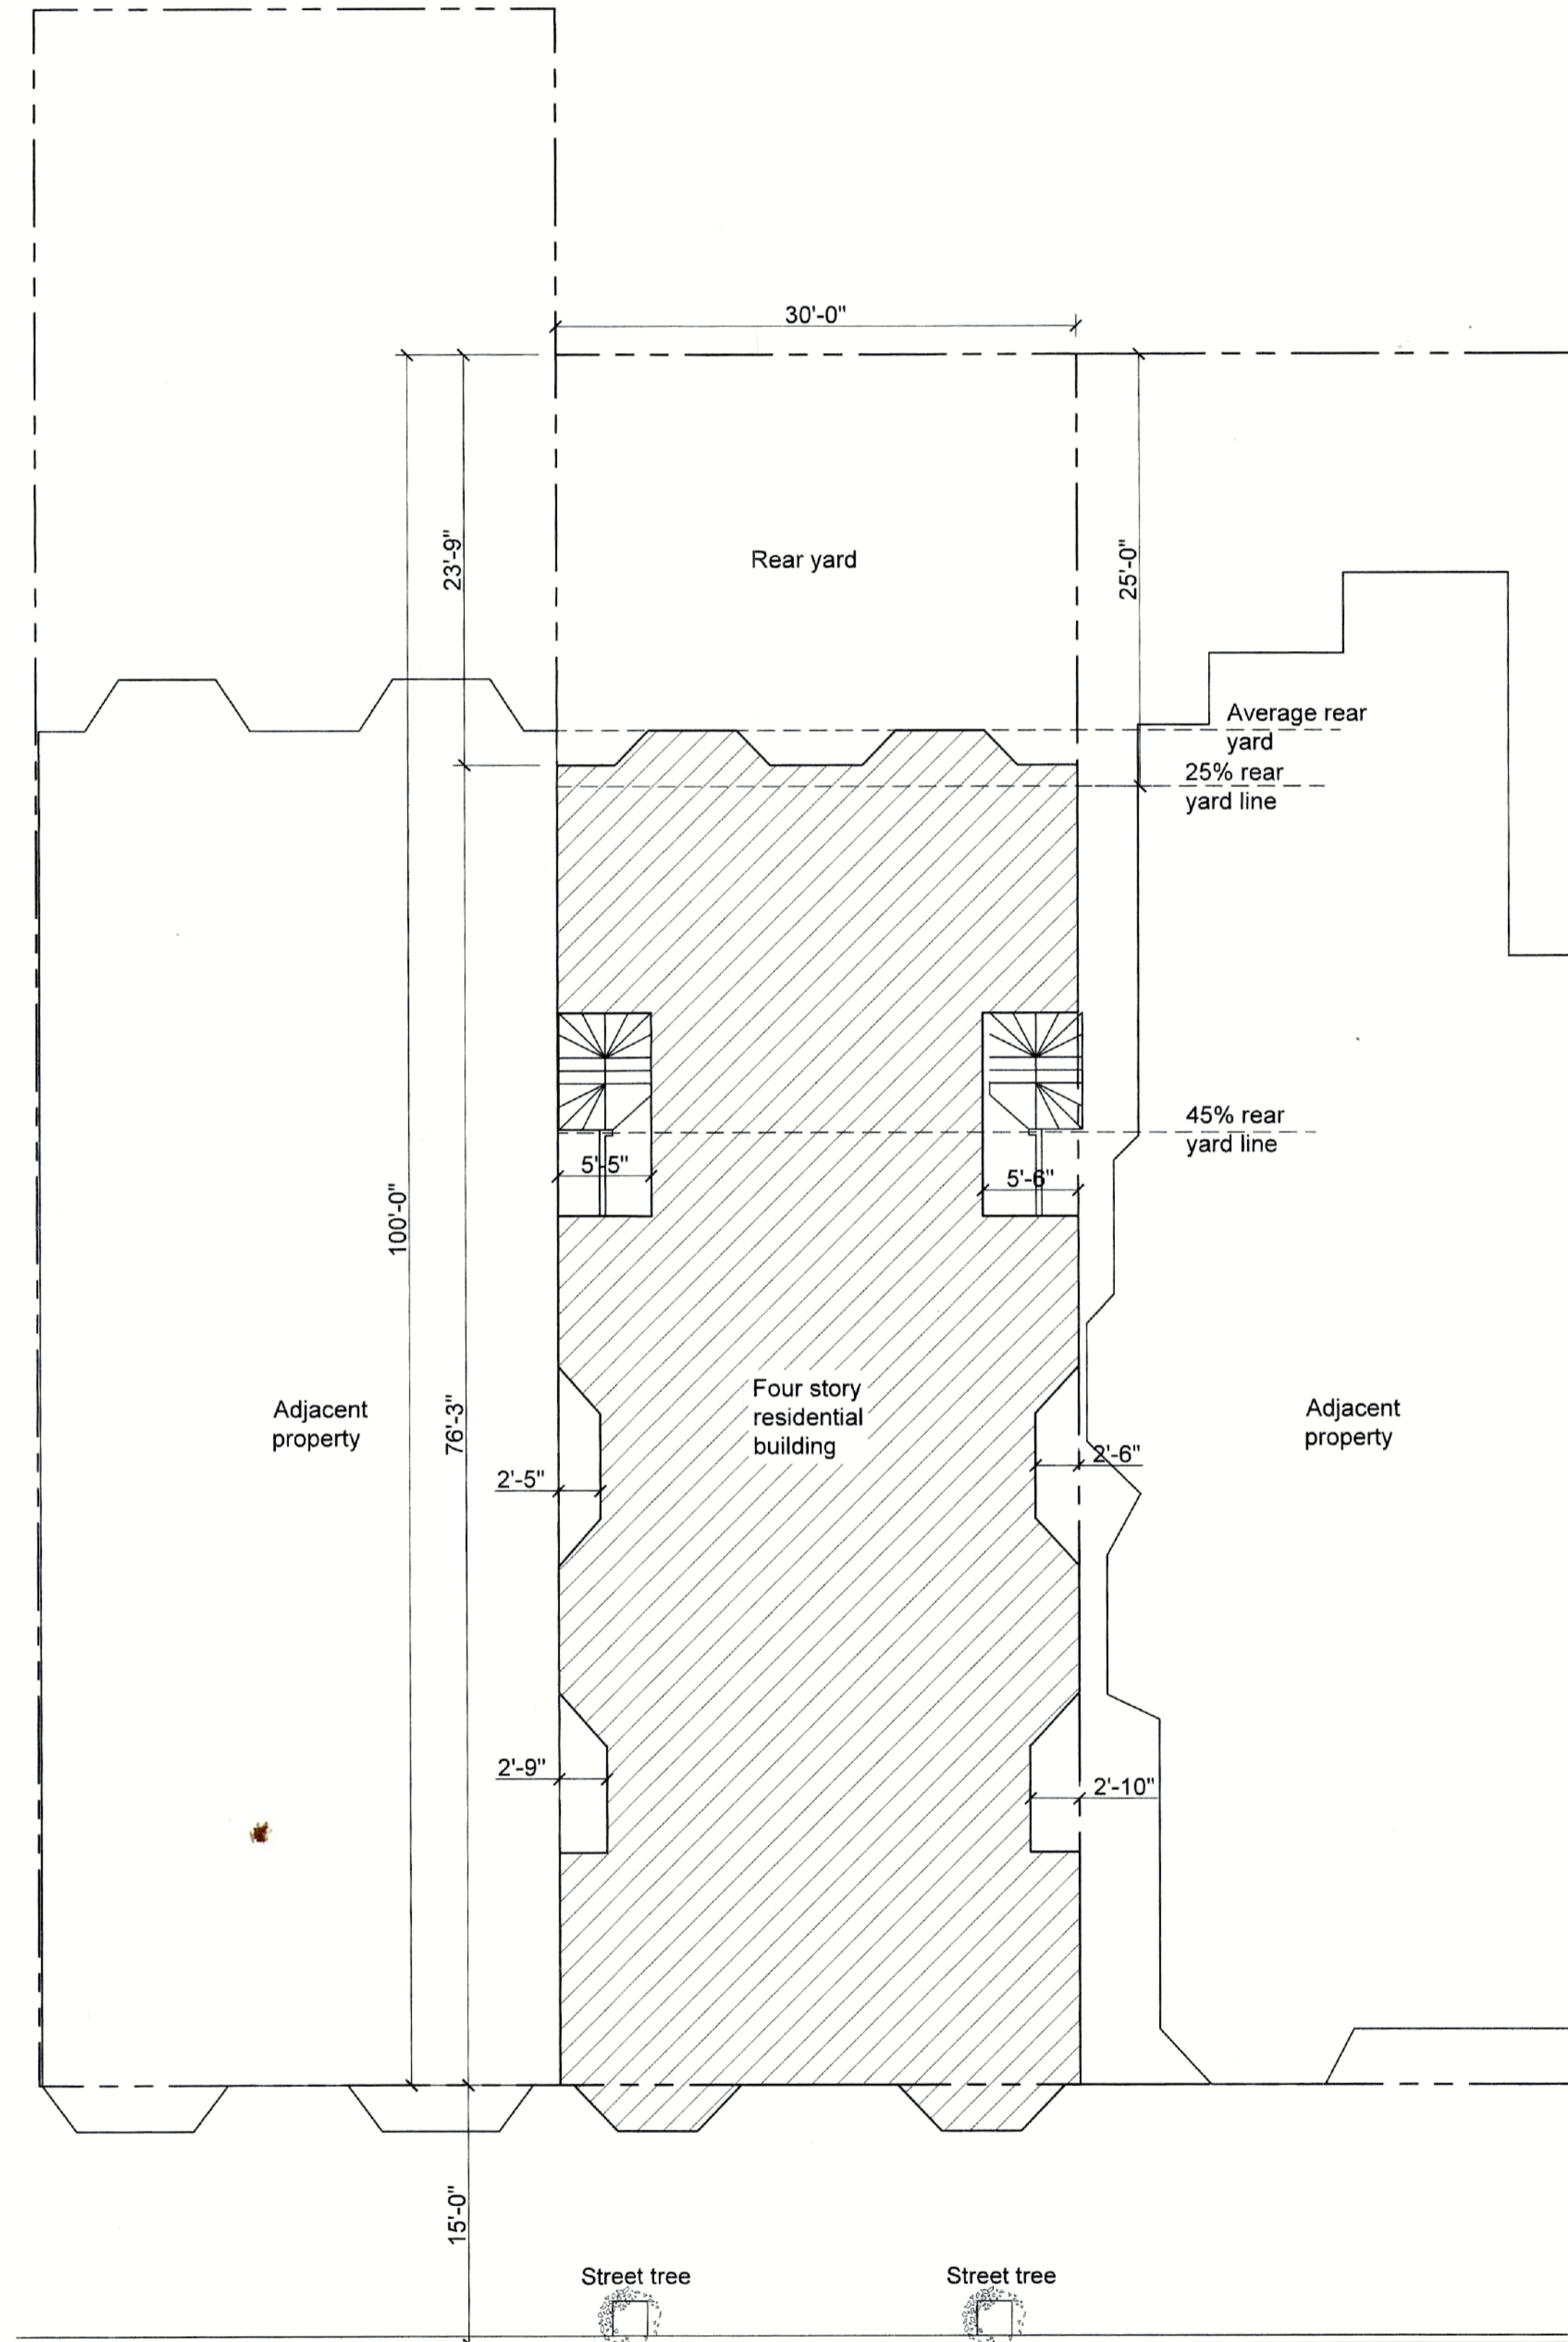 30'-0"
23'-9"
Rear yard
25'-0"
Average rear
yard
25% rear
yard line
45% rear
yard line
5'-5"
5'-6"
100'-0"
76'-3"
Adjacent
property
Four story
residential
building
Adjacent
property
2'-5"
2'-6"
2'-9"
2'-10"
15'-0"
Street tree
Street tree